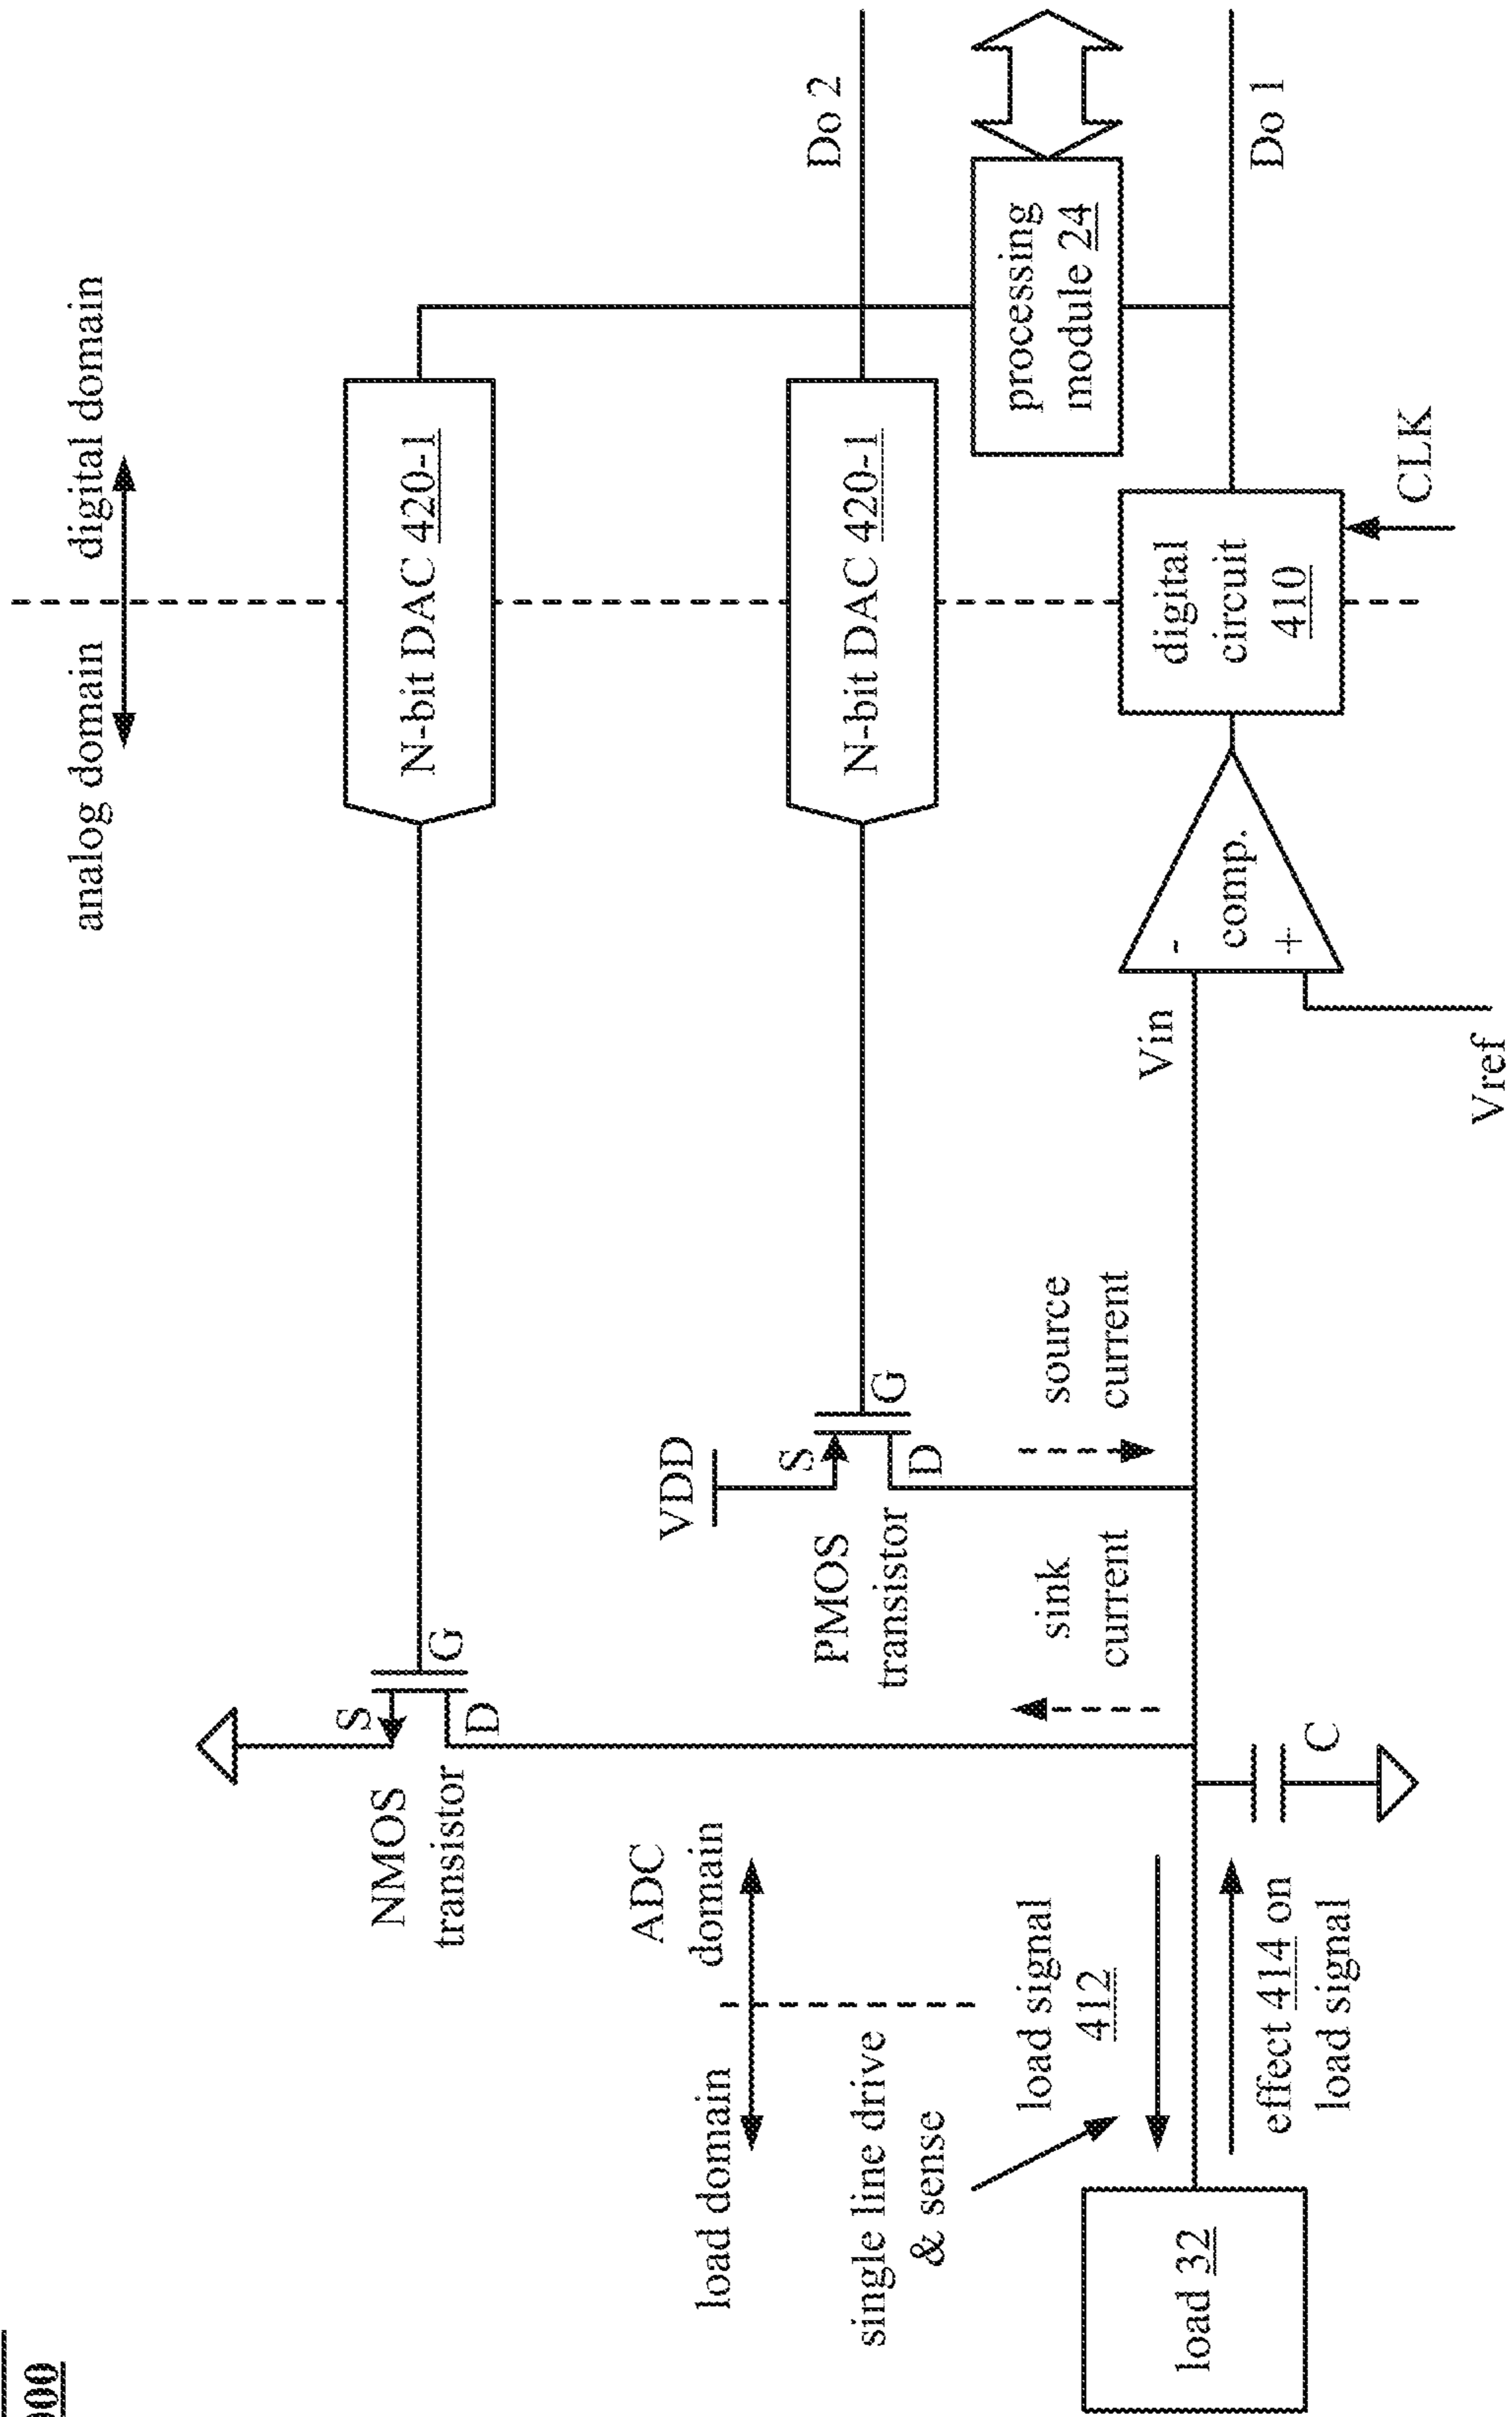 analog domain
digital domain
N-bit DAC 420-1
NMOS
transistor
S
G
D
Do 2
N-bit DAC 420-1
VDD
PMOS
transistor
S
G
D
ADC
domain
load domain
single line drive
& sense
processing
module 24
sink
current
source
current
load signal
412
load 32
effect 414 on
load signal
C
Vin
-
comp.
+
Vref
digital
circuit
410
CLK
Do 1